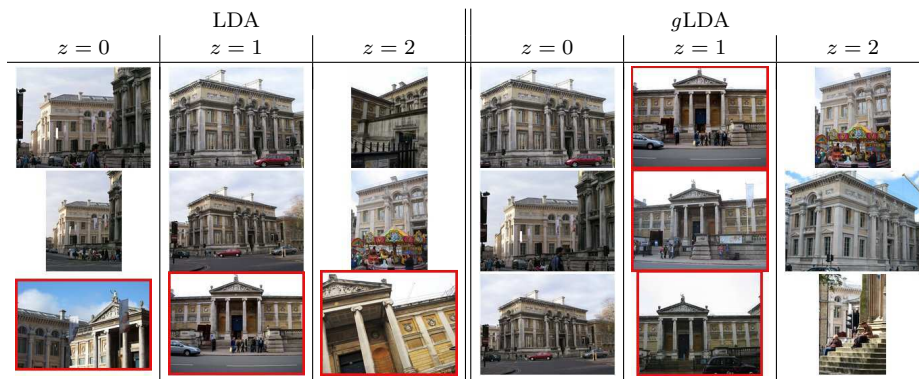 LDA gLDA
z = 0 z = 1 z = 2 z = 0 z = 1 z = 2